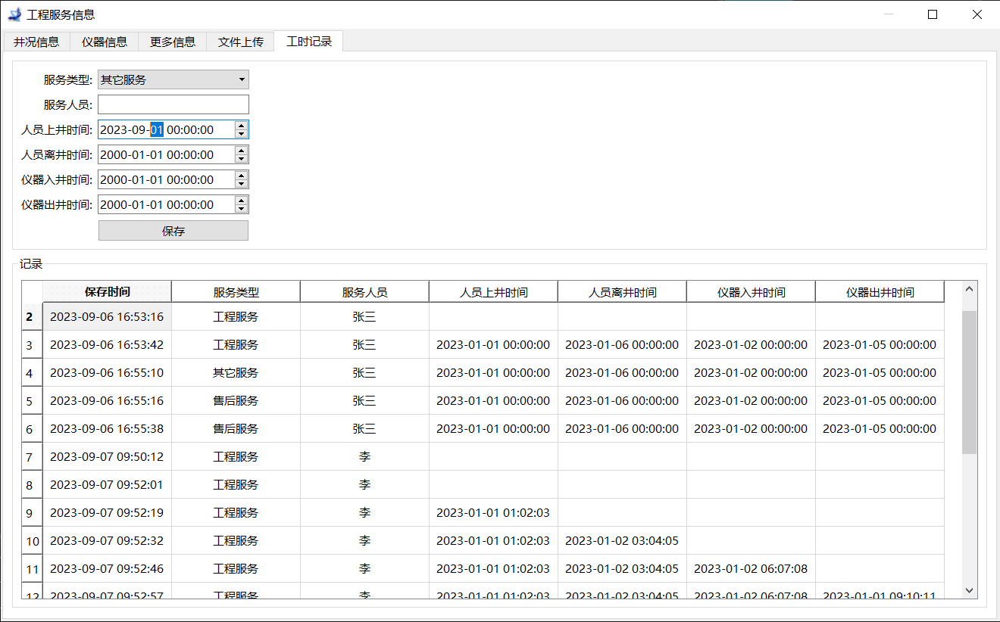 工程服务信息
井况信息 仪器信息 更多信息 文件上传 工时记录
服务类型: 其它服务
服务人员:
人员上井时间: 2023-09-01 00:00:00
人员离井时间: 2000-01-01 00:00:00
仪器入井时间: 2000-01-01 00:00:00
仪器出井时间: 2000-01-01 00:00:00
保存
记录
保存时间 服务类型 服务人员 人员上井时间 人员离井时间 仪器入井时间 仪器出井时间
2 2023-09-06 16:53:16 工程服务 张三
3 2023-09-06 16:53:42 工程服务 张三 2023-01-01 00:00:00 2023-01-06 00:00:00 2023-01-02 00:00:00 2023-01-05 00:00:00
4 2023-09-06 16:55:10 其它服务 张三 2023-01-01 00:00:00 2023-01-06 00:00:00 2023-01-02 00:00:00 2023-01-05 00:00:00
5 2023-09-06 16:55:16 售后服务 张三 2023-01-01 00:00:00 2023-01-06 00:00:00 2023-01-02 00:00:00 2023-01-05 00:00:00
6 2023-09-06 16:55:38 售后服务 张三 2023-01-01 00:00:00 2023-01-06 00:00:00 2023-01-02 00:00:00 2023-01-05 00:00:00
7 2023-09-07 09:50:12 工程服务 李
8 2023-09-07 09:52:01 工程服务 李
9 2023-09-07 09:52:19 工程服务 李 2023-01-01 01:02:03
10 2023-09-07 09:52:32 工程服务 李 2023-01-01 01:02:03 2023-01-02 03:04:05
11 2023-09-07 09:52:46 工程服务 李 2023-01-01 01:02:03 2023-01-02 03:04:05 2023-01-02 06:07:08
12 2023-09-07 09:52:57 工程服务 李 2023-01-01 01:02:03 2023-01-02 03:04:05 2023-01-02 06:07:08 2023-01-01 09:10:11